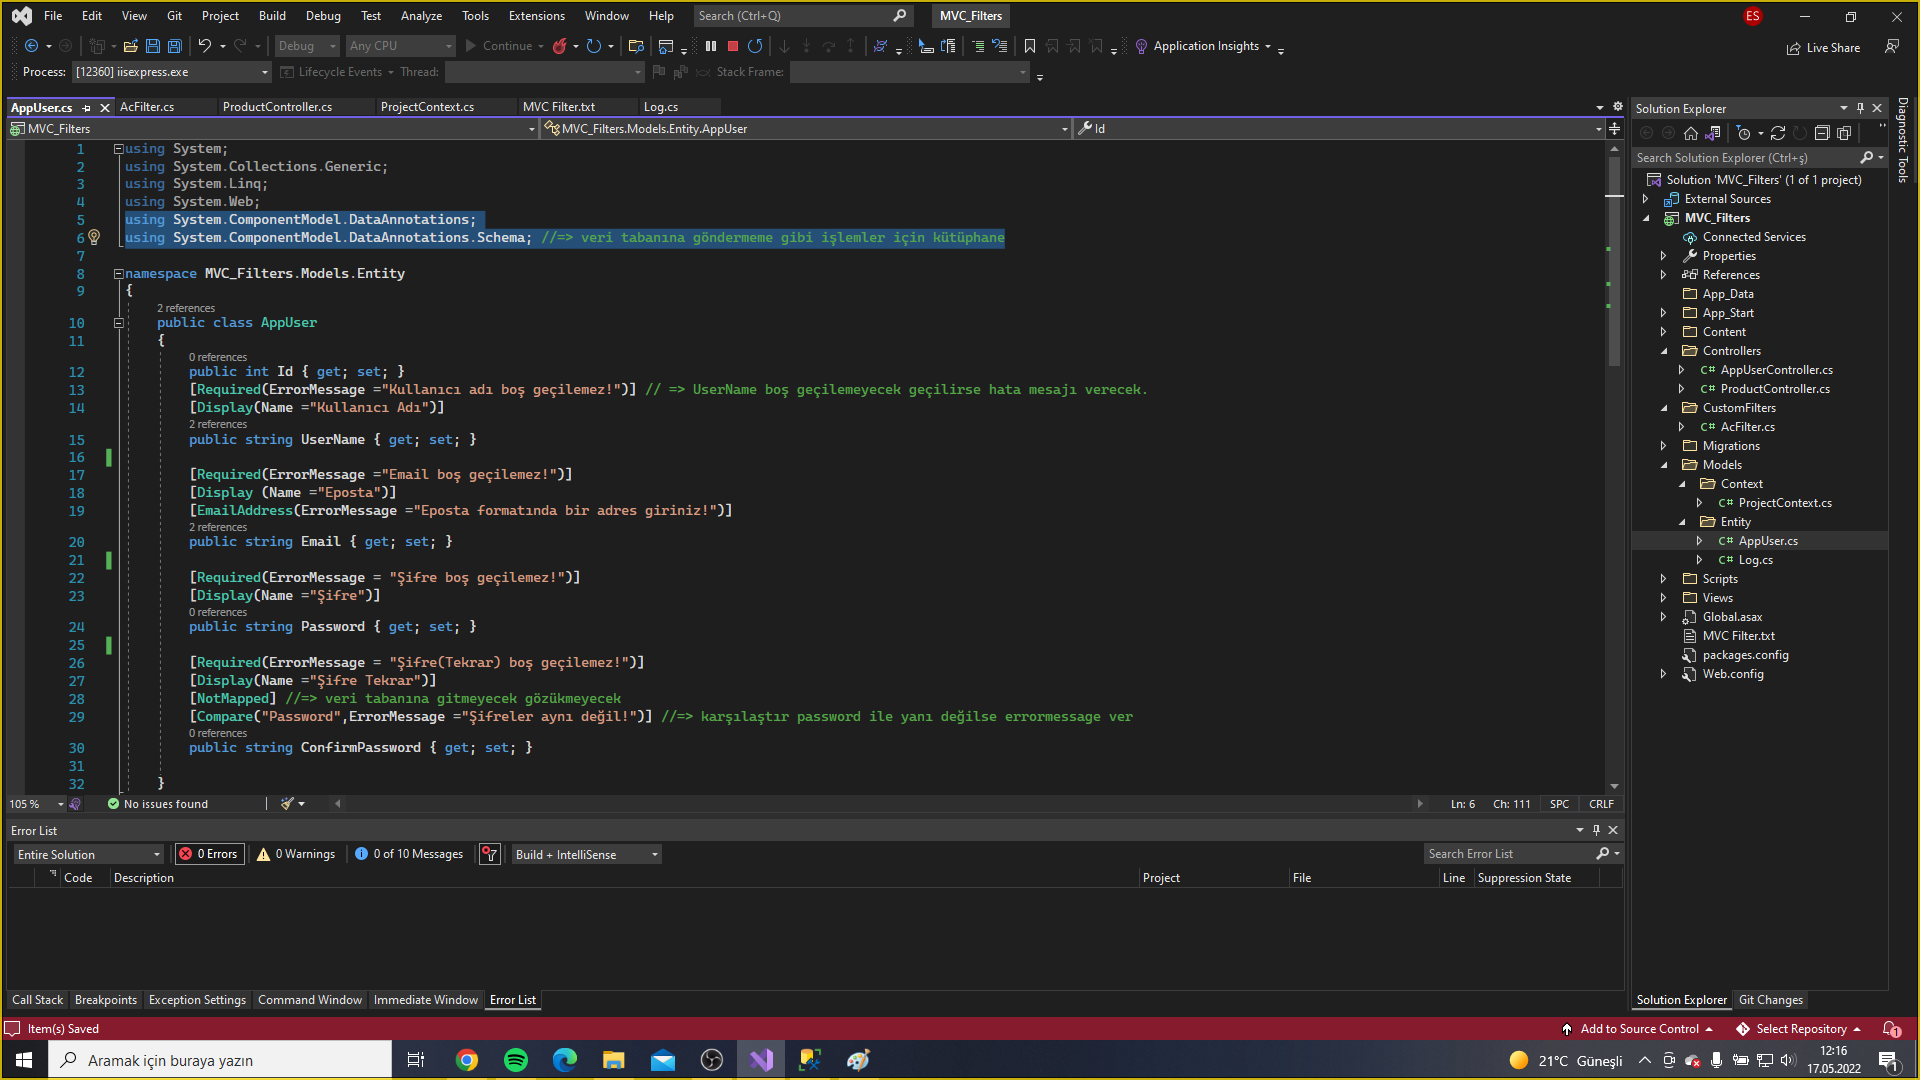 File Edit View Git Project Build Debug Test Analyze Tools Extensions Window Help Search (Ctrl+Q) MVC_Filters ES
Debug Any CPU Continue Application Insights Live Share
Process: [12360] iisexpress.exe Lifecycle Events Thread: Stack Frame:
AppUser.cs AcFilter.cs ProductController.cs ProjectContext.cs MVC Filter.txt Log.cs
MVC_Filters MVC_Filters.Models.Entity.AppUser Id
1 using System;
2 using System.Collections.Generic;
3 using System.Linq;
4 using System.Web;
5 using System.ComponentModel.DataAnnotations;
6 using System.ComponentModel.DataAnnotations.Schema; //=> veri tabanına göndermeme gibi işlemler için kütüphane
7
8 namespace MVC_Filters.Models.Entity
9 {
2 references
10 public class AppUser
11 {
0 references
12 public int Id { get; set; }
13 [Required(ErrorMessage ="Kullanıcı adı boş geçilemez!")] // => UserName boş geçilemeyecek geçilirse hata mesajı verecek.
14 [Display(Name ="Kullanıcı Adı")]
2 references
15 public string UserName { get; set; }
16
17 [Required(ErrorMessage ="Email boş geçilemez!")]
18 [Display (Name ="Eposta")]
19 [EmailAddress(ErrorMessage ="Eposta formatında bir adres giriniz!")]
2 references
20 public string Email { get; set; }
21
22 [Required(ErrorMessage = "Şifre boş geçilemez!")]
23 [Display(Name ="Şifre")]
0 references
24 public string Password { get; set; }
25
26 [Required(ErrorMessage = "Şifre(Tekrar) boş geçilemez!")]
27 [Display(Name ="Şifre Tekrar")]
28 [NotMapped] //=> veri tabanına gitmeyecek gözükmeyecek
29 [Compare("Password",ErrorMessage ="Şifreler aynı değil!")] //=> karşılaştır password ile yanı değilse errormessage ver
0 references
30 public string ConfirmPassword { get; set; }
31
32 }
105 % No issues found Ln: 6 Ch: 111 SPC CRLF
Error List
Entire Solution 0 Errors 0 Warnings 0 of 10 Messages Build + IntelliSense Search Error List
Code Description Project File Line Suppression State
Call Stack Breakpoints Exception Settings Command Window Immediate Window Error List
Solution Explorer
Search Solution Explorer (Ctrl+ş)
Solution 'MVC_Filters' (1 of 1 project)
External Sources
MVC_Filters
Connected Services
Properties
References
App_Data
App_Start
Content
Controllers
C# AppUserController.cs
C# ProductController.cs
CustomFilters
C# AcFilter.cs
Migrations
Models
Context
C# ProjectContext.cs
Entity
C# AppUser.cs
C# Log.cs
Scripts
Views
Global.asax
MVC Filter.txt
packages.config
Web.config
Solution Explorer Git Changes
Diagnostic Tools
Item(s) Saved Add to Source Control Select Repository 1
Aramak için buraya yazın 21°C Güneşli 12:16
17.05.2022 1